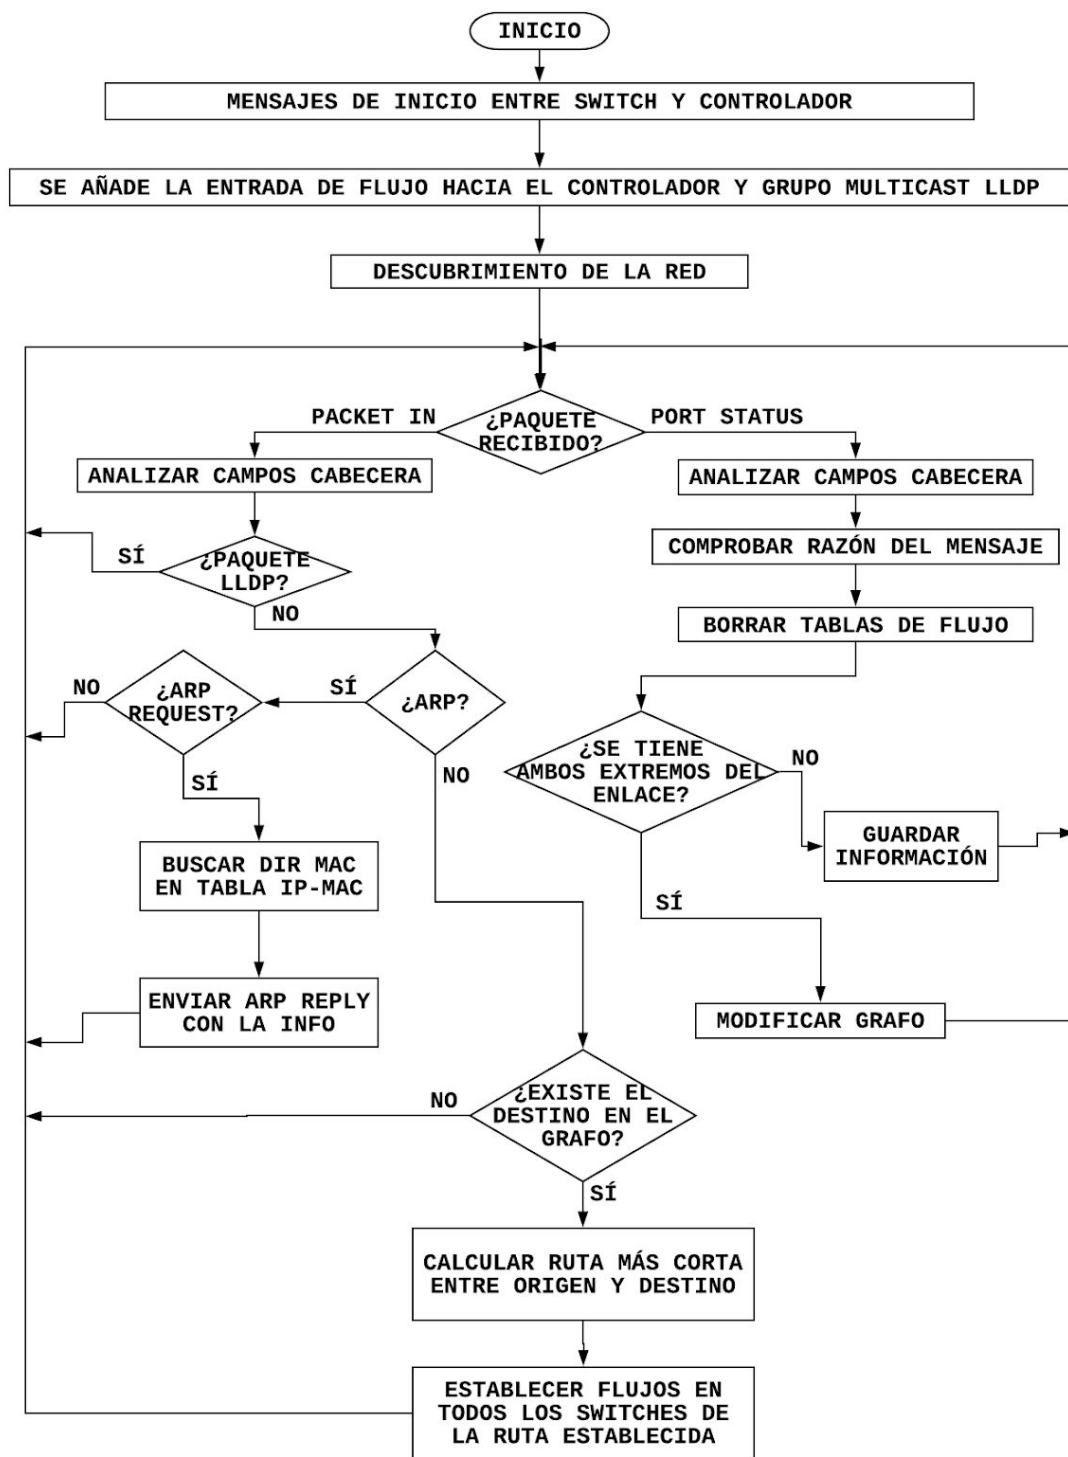 INICIO
MENSAJES DE INICIO ENTRE SWITCH Y CONTROLADOR
SE AÑADE LA ENTRADA DE FLUJO HACIA EL CONTROLADOR Y GRUPO MULTICAST LLDP
DESCUBRIMIENTO DE LA RED
PACKET IN
¿PAQUETE
RECIBIDO?
PORT STATUS
ANALIZAR CAMPOS CABECERA
ANALIZAR CAMPOS CABECERA
SÍ
¿PAQUETE
LLDP?
NO
COMPROBAR RAZÓN DEL MENSAJE
BORRAR TABLAS DE FLUJO
NO
¿ARP
REQUEST?
SÍ
¿ARP?
SÍ
NO
¿SE TIENE
AMBOS EXTREMOS DEL
ENLACE?
NO
GUARDAR
INFORMACIÓN
BUSCAR DIR MAC
EN TABLA IP-MAC
SÍ
ENVIAR ARP REPLY
CON LA INFO
MODIFICAR GRAFO
NO
¿EXISTE EL
DESTINO EN EL
GRAFO?
SÍ
CALCULAR RUTA MÁS CORTA
ENTRE ORIGEN Y DESTINO
ESTABLECER FLUJOS EN
TODOS LOS SWITCHES DE
LA RUTA ESTABLECIDA